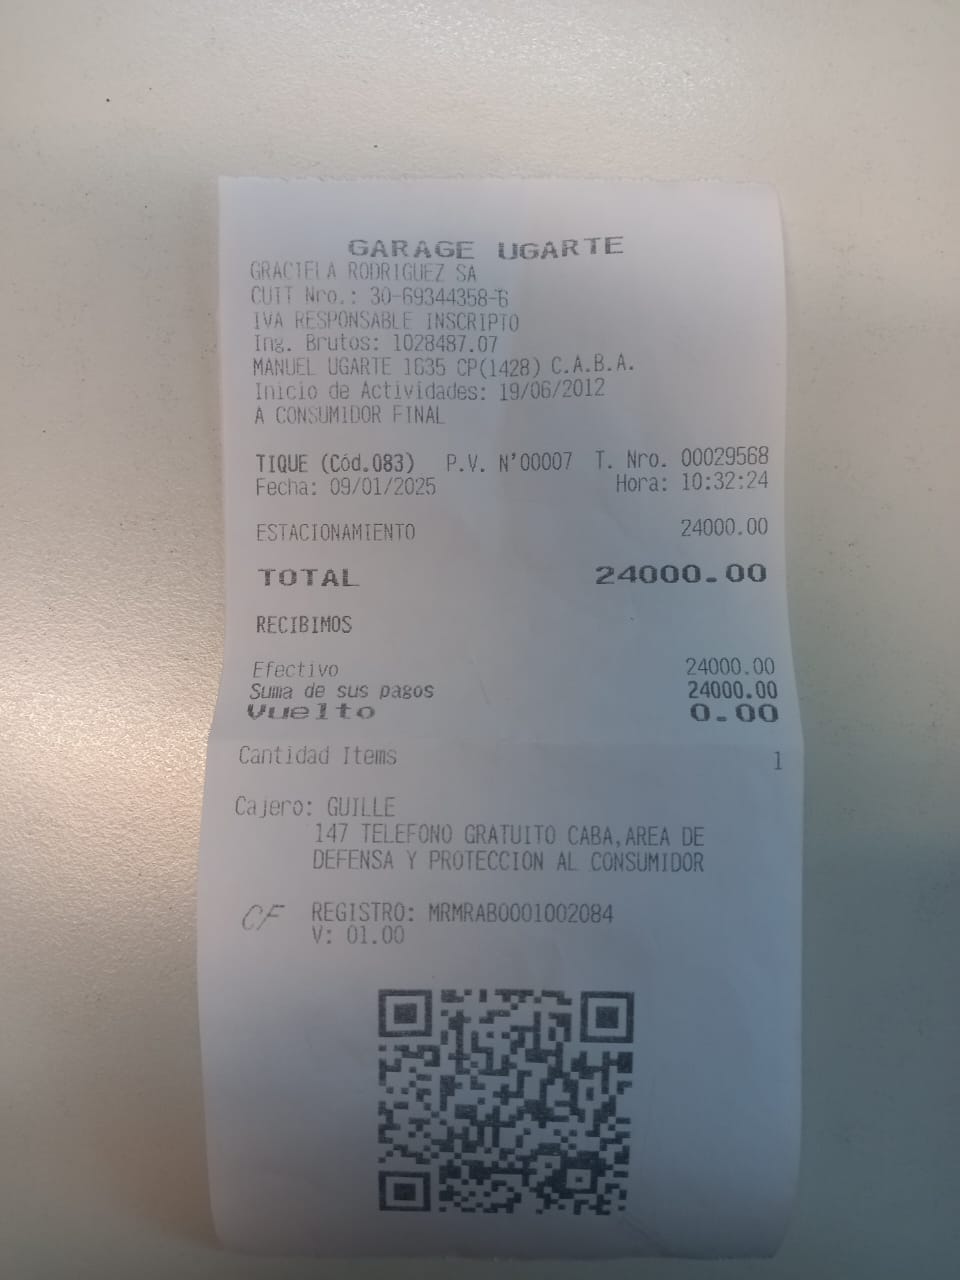 GARAGE UGARTE
GRACIELA RODRIGUEZ SA
CUIT Nro.: 30-69344358-6
IVA RESPONSABLE INSCRIPTO
Ing. Brutos: 1028487.07
MANUEL UGARTE 1635 CP(1428) C.A.B.A.
Inicio de Actividades: 19/06/2012
A CONSUMIDOR FINAL
TIQUE (Cód.083) P.V. N°00007 T. Nro. 00029568
Fecha: 09/01/2025 Hora: 10:32:24
ESTACIONAMIENTO 24000.00
TOTAL 24000.00
RECIBIMOS
Efectivo 24000.00
Suma de sus pagos 24000.00
Vuelto 0.00
Cantidad Items 1
Cajero: GUILLE
147 TELEFONO GRATUITO CABA,AREA DE
DEFENSA Y PROTECCION AL CONSUMIDOR
CF REGISTRO: MRMRAB0001002084
V: 01.00